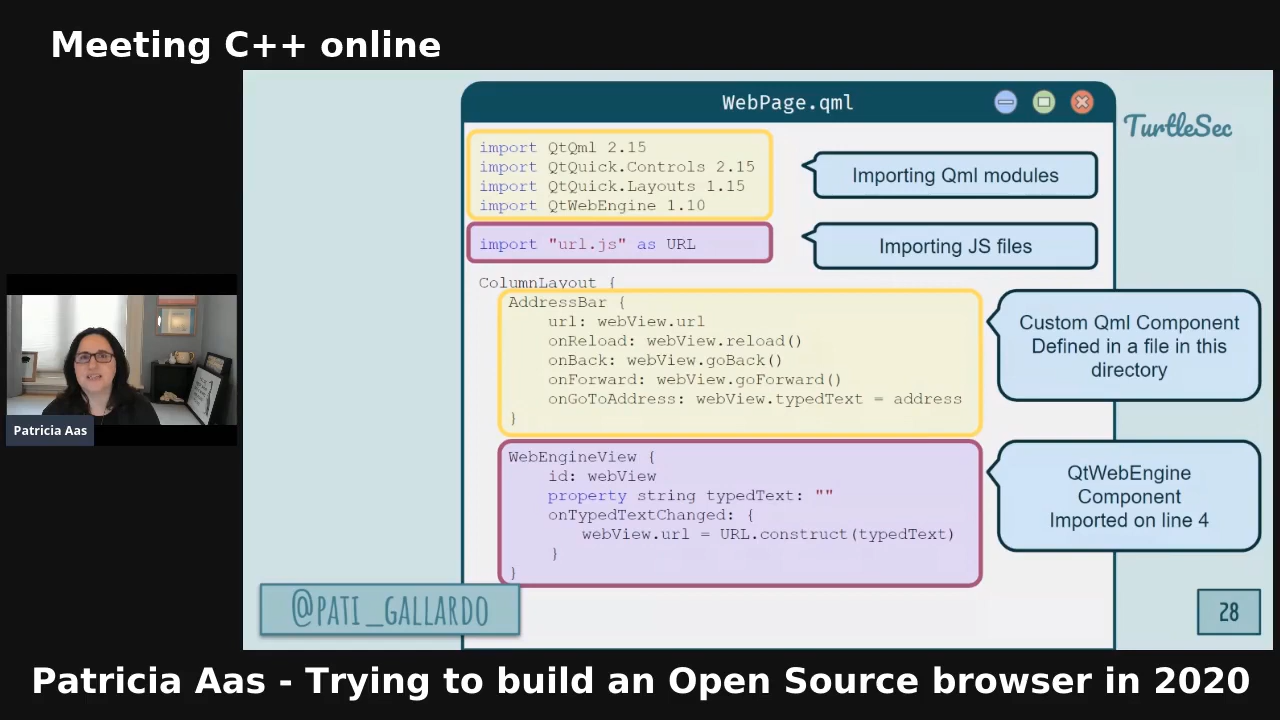 Meeting C++ online
WebPage.qml
TurtleSec
import QtQml 2.15
import QtQuick.Controls 2.15
import QtQuick.Layouts 1.15
import QtWebEngine 1.10
Importing Qml modules
import "url.js" as URL
Importing JS files
ColumnLayout {
AddressBar {
url: webView.url
onReload: webView.reload()
onBack: webView.goBack()
onForward: webView.goForward()
onGoToAddress: webView.typedText = address
}
Custom Qml Component
Defined in a file in this
directory
WebEngineView {
id: webView
property string typedText: ""
onTypedTextChanged: {
webView.url = URL.construct(typedText)
}
}
QtWebEngine
Component
Imported on line 4
Patricia Aas
@PATI_GALLARDO
28
Patricia Aas - Trying to build an Open Source browser in 2020